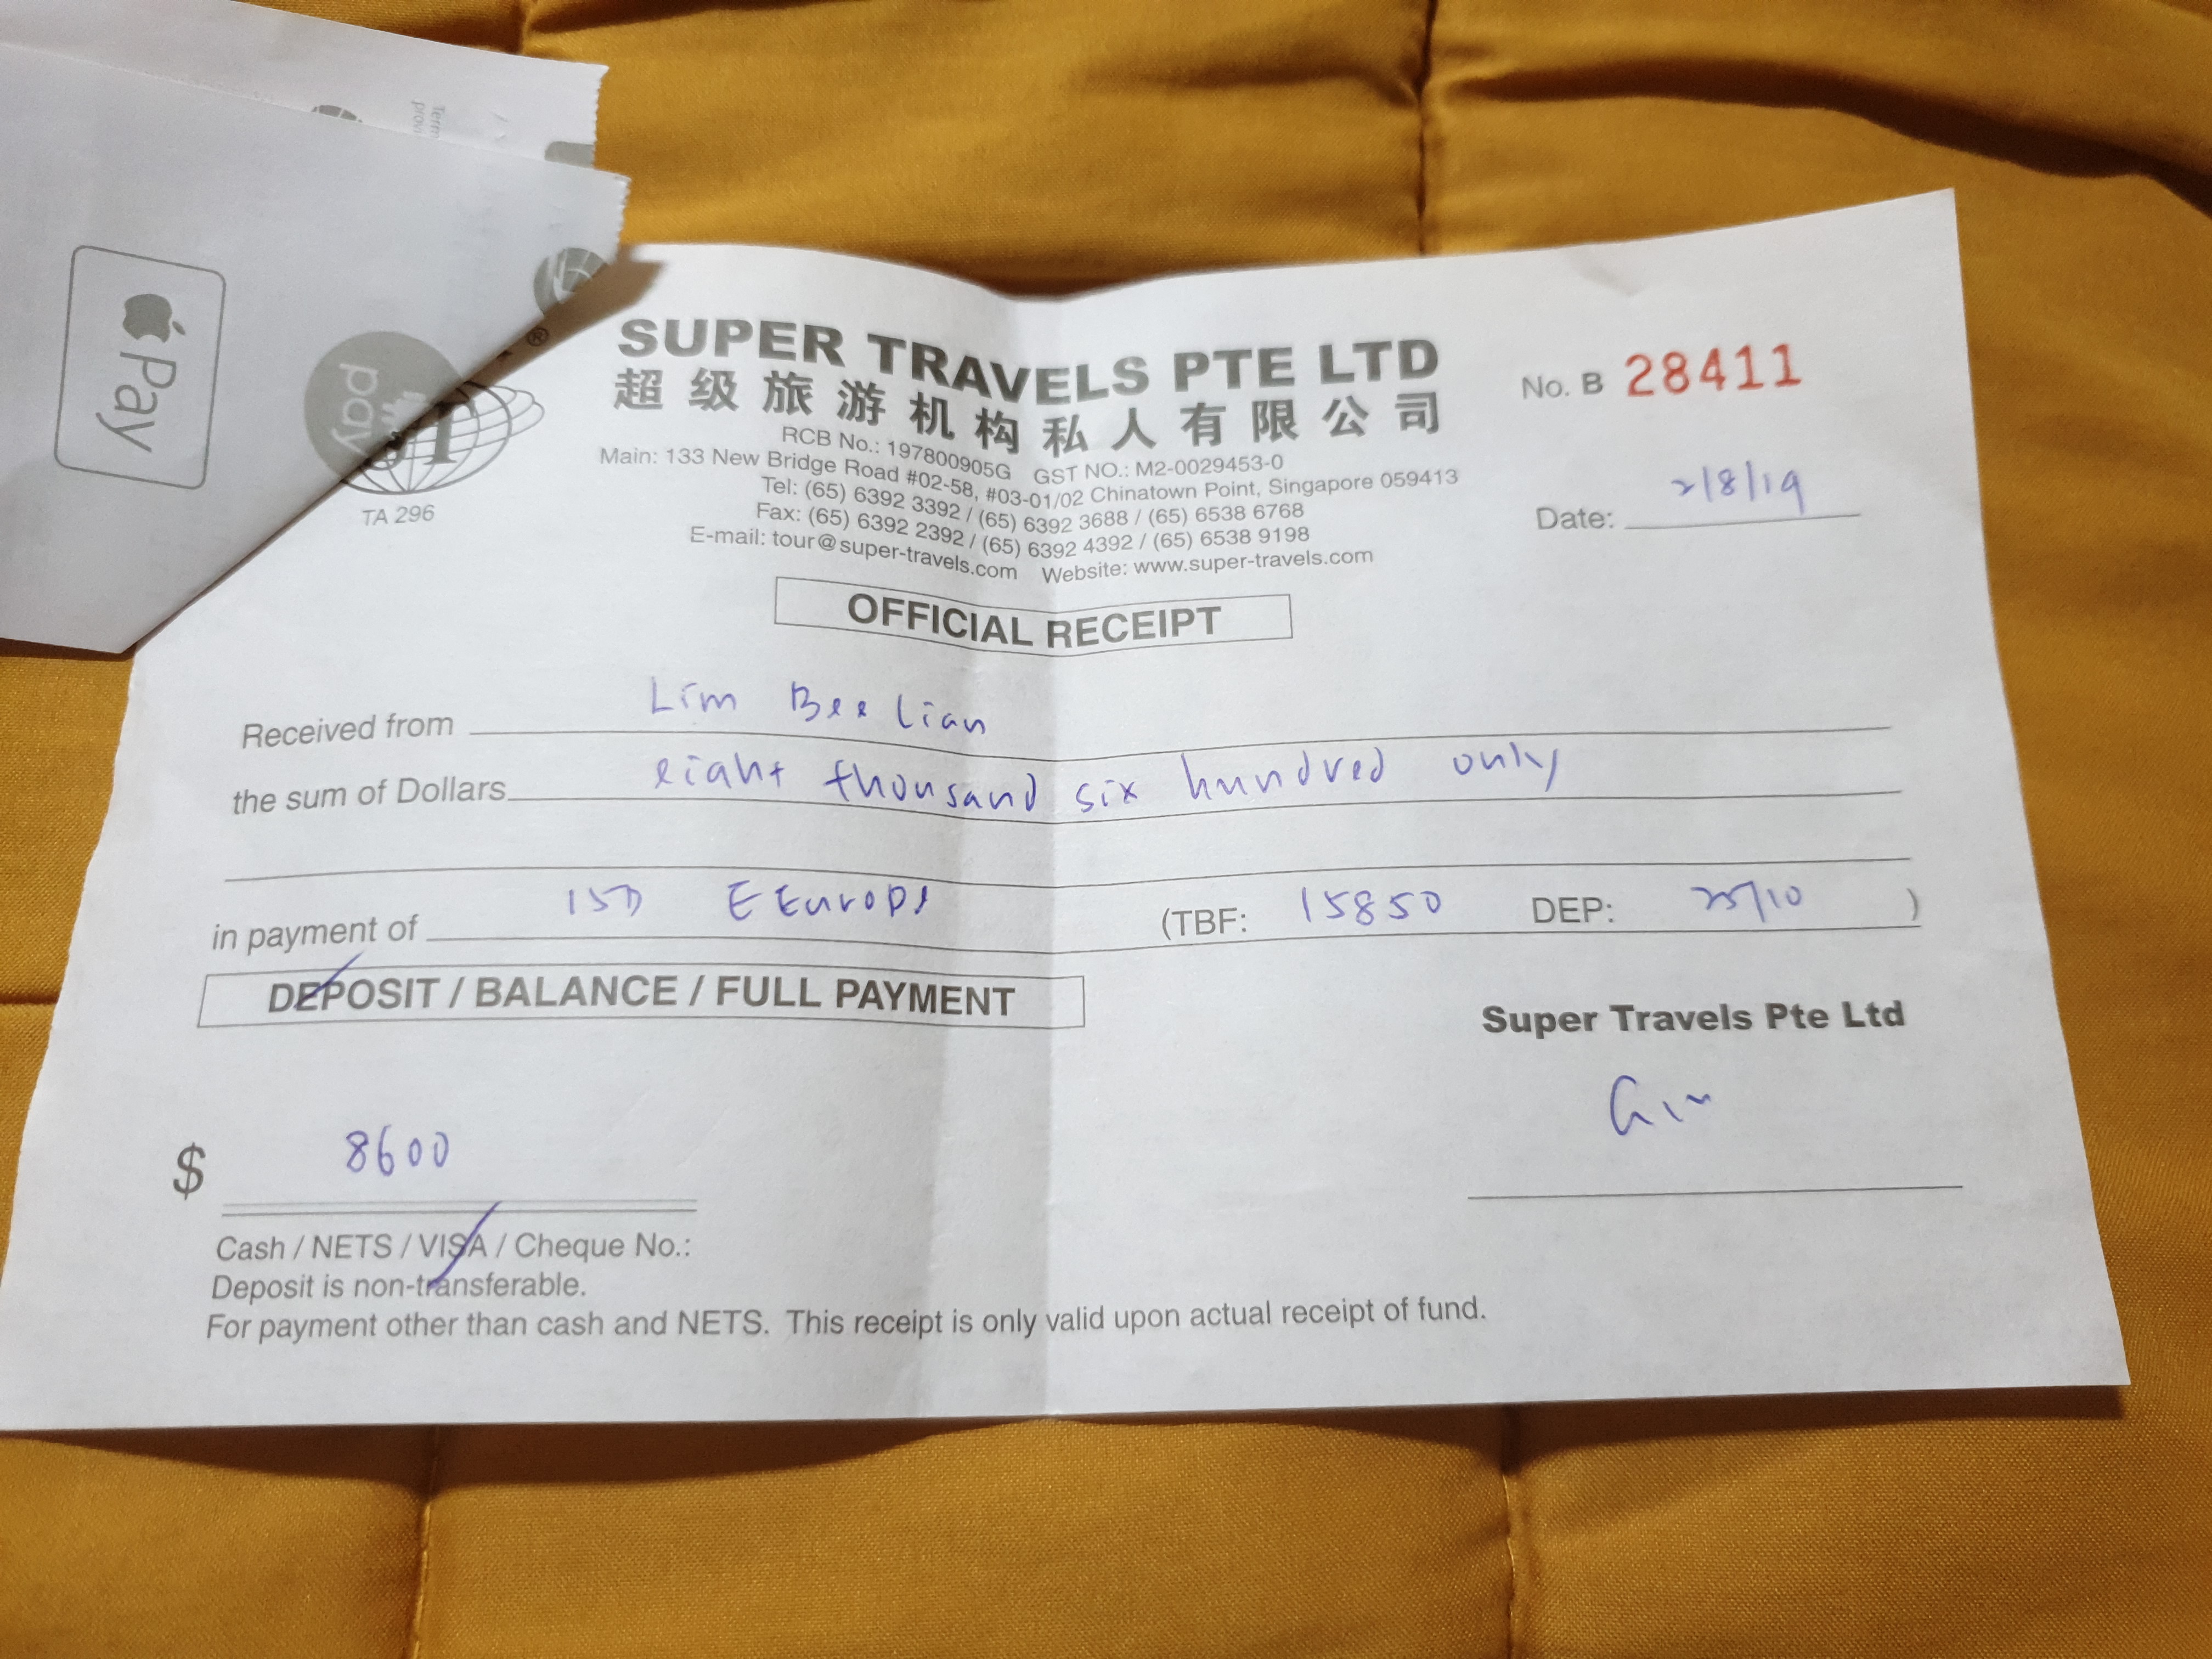 Term
provi
Pay
pay
ST
®
TA 296
SUPER TRAVELS PTE LTD
超级旅游机构私人有限公司
RCB No.: 197800905G GST NO.: M2-0029453-0
Main: 133 New Bridge Road #02-58, #03-01/02 Chinatown Point, Singapore 059413
Tel: (65) 6392 3392 / (65) 6392 3688 / (65) 6538 6768
Fax: (65) 6392 2392 / (65) 6392 4392 / (65) 6538 9198
E-mail: tour@super-travels.com Website: www.super-travels.com
No. B 28411
Date: 2/8/19
OFFICIAL RECEIPT
Received from Lim Bee Lian
the sum of Dollars eight thousand six hundred only
in payment of 15D E Europe (TBF: 15850 DEP: 25/10 )
DEPOSIT / BALANCE / FULL PAYMENT
Super Travels Pte Ltd
$ 8600
Cash / NETS / VISA / Cheque No.:
Deposit is non-transferable.
For payment other than cash and NETS. This receipt is only valid upon actual receipt of fund.